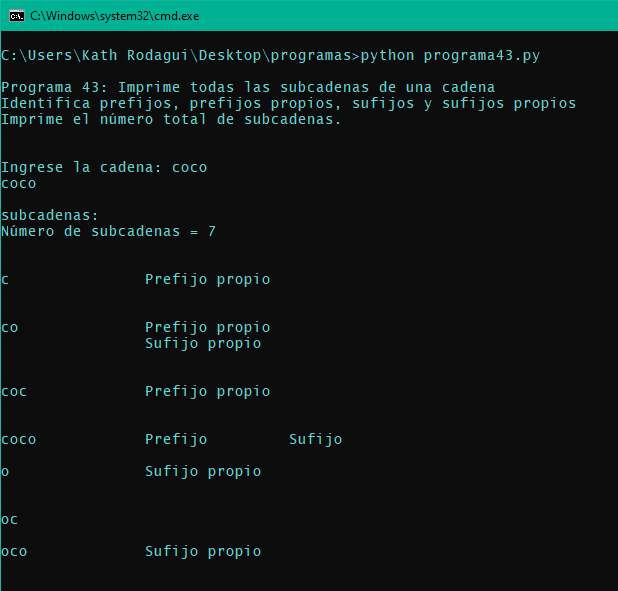 C:\Windows\system32\cmd.exe
C:\Users\Kath Rodagui\Desktop\programas>python programa43.py
Programa 43: Imprime todas las subcadenas de una cadena
Identifica prefijos, prefijos propios, sufijos y sufijos propios
Imprime el número total de subcadenas.
Ingrese la cadena: coco
coco
subcadenas:
Número de subcadenas = 7
c Prefijo propio
co Prefijo propio
Sufijo propio
coc Prefijo propio
coco Prefijo Sufijo
o Sufijo propio
oc
oco Sufijo propio